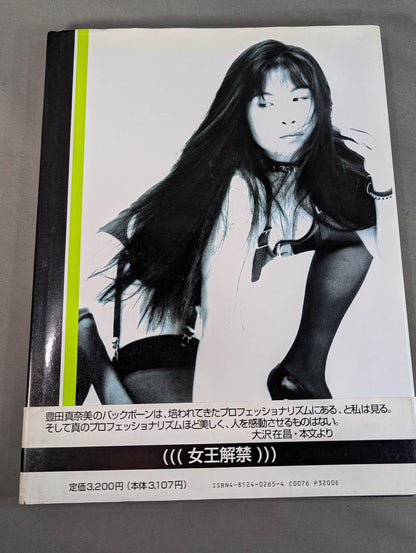 豊田真奈美のバックボーンは、培われてきたプロフェッショナリズムにある、と私は見る。
そして真のプロフェッショナリズムほど美しく、人を感動させるものはない。
大沢在昌・本文より
((( 女王解禁 )))
定価3,200円(本体3,107円)
ISBN4-8124-0265-4 C0076 P3200E